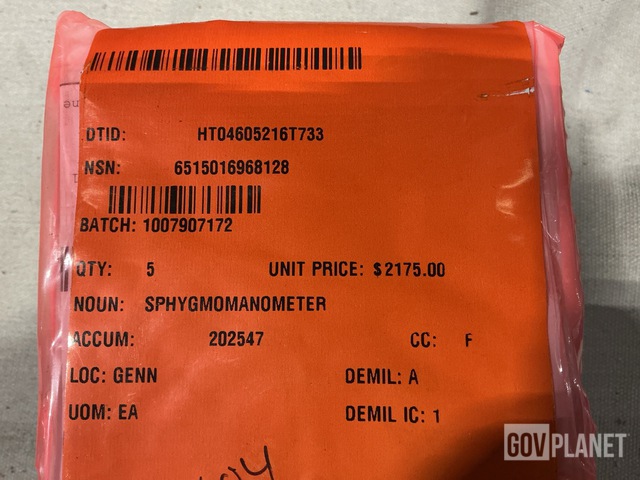 DTID: HT04605216T733
NSN: 6515016968128
BATCH: 1007907172
QTY: 5 UNIT PRICE: $2175.00
NOUN: SPHYGMOMANOMETER
ACCUM: 202547 CC: F
LOC: GENN DEMIL: A
UOM: EA DEMIL IC: 1
GOVPLANET